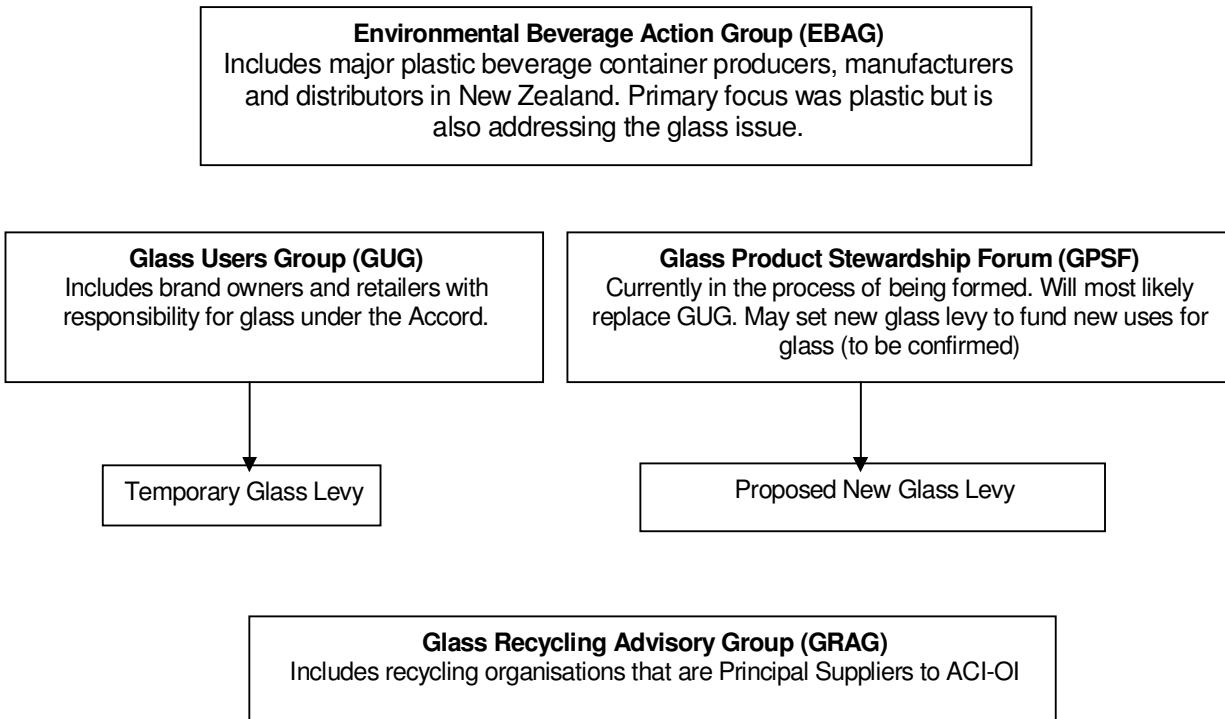 Environmental Beverage Action Group (EBAG)
Includes major plastic beverage container producers, manufacturers
and distributors in New Zealand. Primary focus was plastic but is
also addressing the glass issue.
Glass Users Group (GUG)
Includes brand owners and retailers with
responsibility for glass under the Accord.
Glass Product Stewardship Forum (GPSF)
Currently in the process of being formed. Will most likely
replace GUG. May set new glass levy to fund new uses for
glass (to be confirmed)
Temporary Glass Levy
Proposed New Glass Levy
Glass Recycling Advisory Group (GRAG)
Includes recycling organisations that are Principal Suppliers to ACI-OI